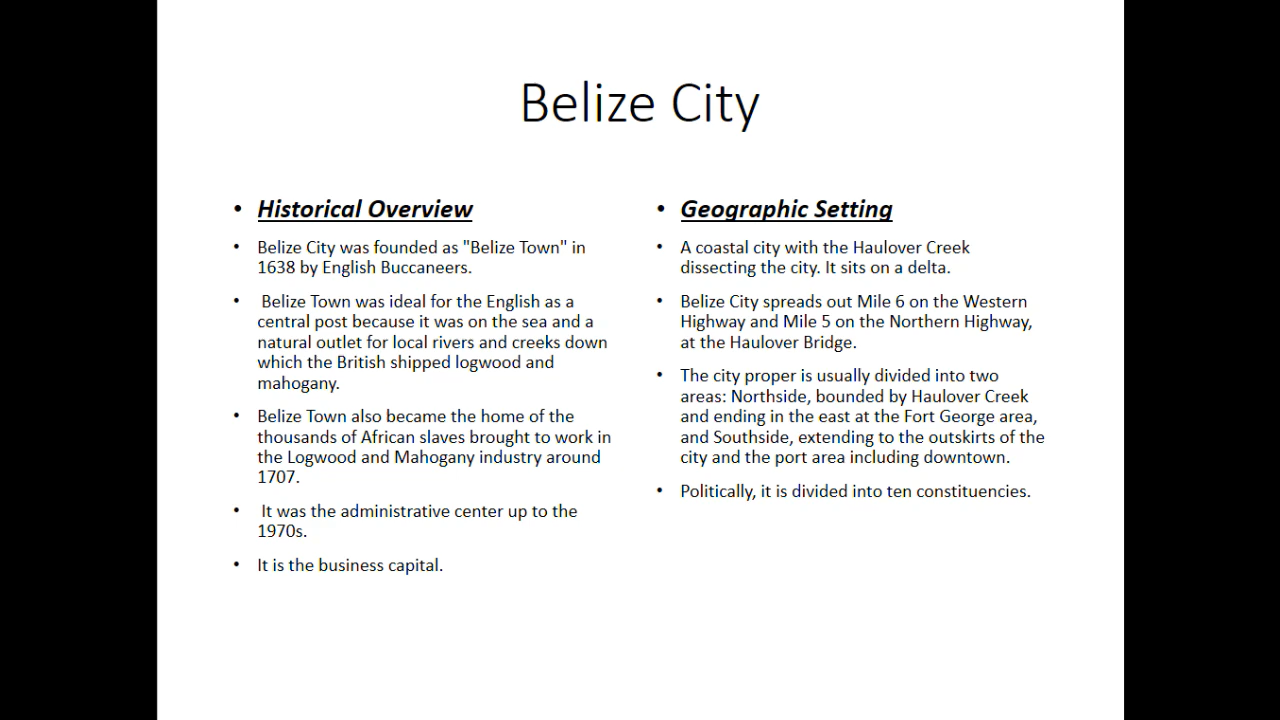 Belize City
• Historical Overview
• Belize City was founded as "Belize Town" in
1638 by English Buccaneers.
• Belize Town was ideal for the English as a
central post because it was on the sea and a
natural outlet for local rivers and creeks down
which the British shipped logwood and
mahogany.
• Belize Town also became the home of the
thousands of African slaves brought to work in
the Logwood and Mahogany industry around
1707.
• It was the administrative center up to the
1970s.
• It is the business capital.
• Geographic Setting
• A coastal city with the Haulover Creek
dissecting the city. It sits on a delta.
• Belize City spreads out Mile 6 on the Western
Highway and Mile 5 on the Northern Highway,
at the Haulover Bridge.
• The city proper is usually divided into two
areas: Northside, bounded by Haulover Creek
and ending in the east at the Fort George area,
and Southside, extending to the outskirts of the
city and the port area including downtown.
• Politically, it is divided into ten constituencies.